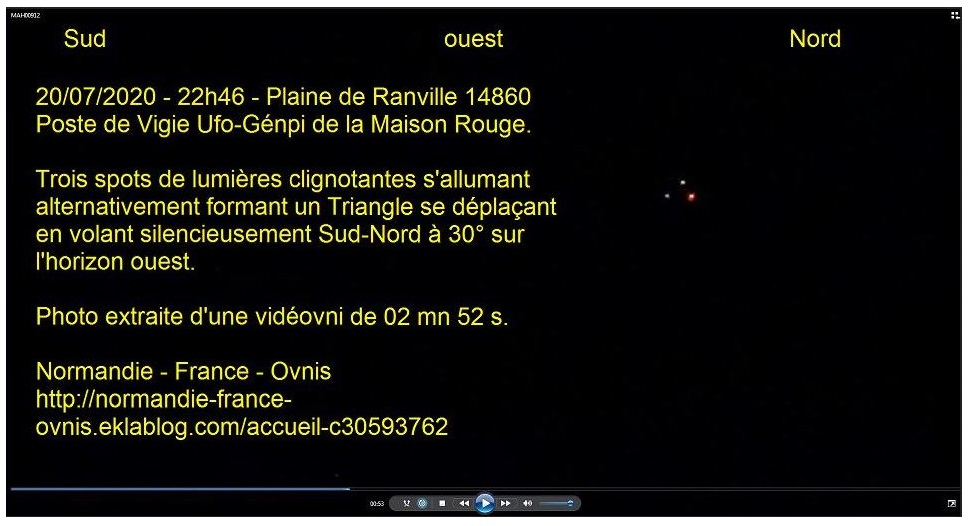 MAH00912
Sud ouest Nord
20/07/2020 - 22h46 - Plaine de Ranville 14860
Poste de Vigie Ufo-Génpi de la Maison Rouge.
Trois spots de lumières clignotantes s'allumant
alternativement formant un Triangle se déplaçant
en volant silencieusement Sud-Nord à 30° sur
l'horizon ouest.
Photo extraite d'une vidéovni de 02 mn 52 s.
Normandie - France - Ovnis
http://normandie-france-
ovnis.eklablog.com/accueil-c30593762
00:53